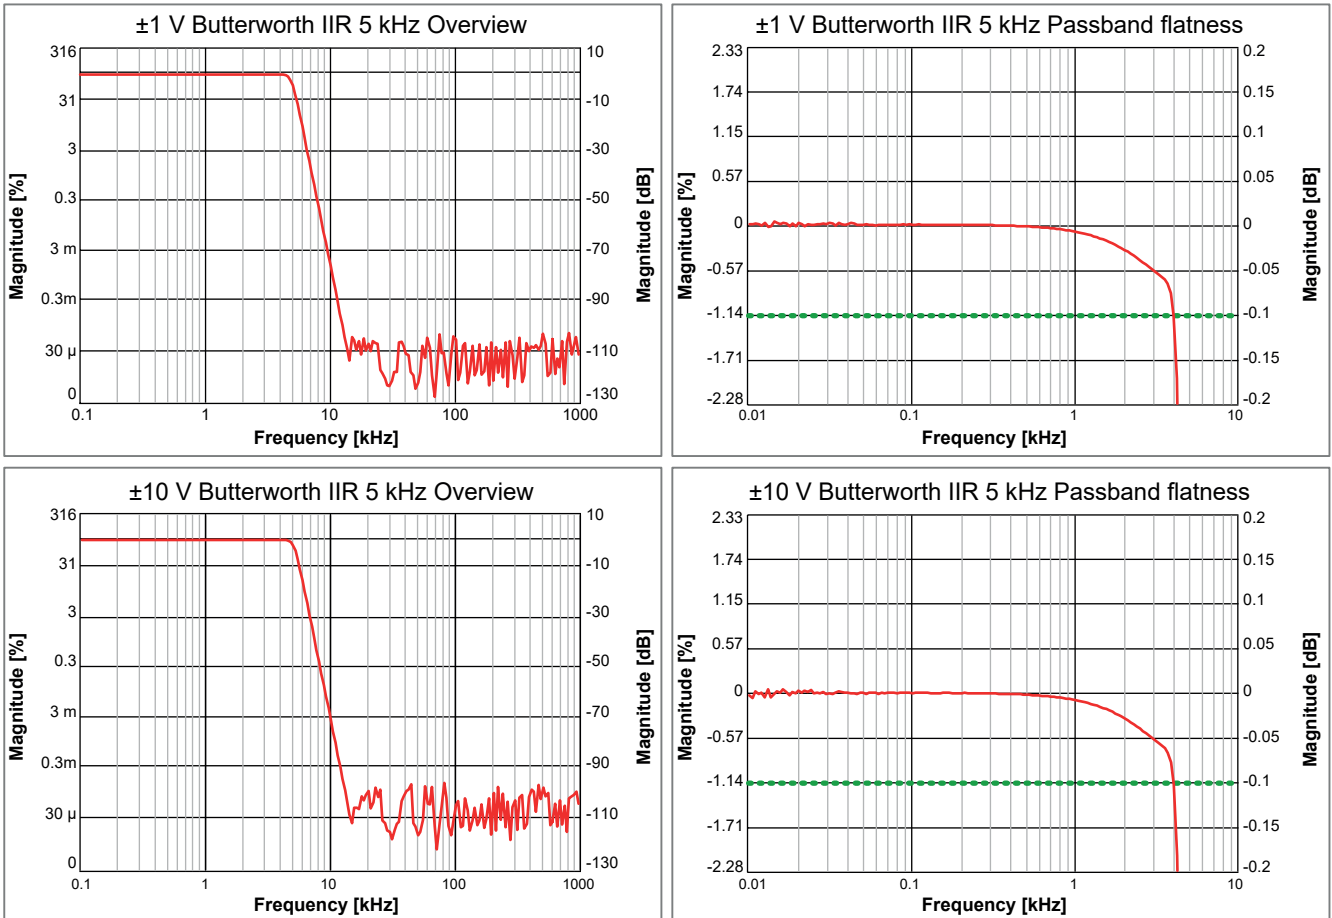 ±1 V Butterworth IIR 5 kHz Overview
316
31
3
0.3
3 m
0.3m
30 µ
0
Magnitude [%]
10
-10
-30
-50
-70
-90
-110
-130
Magnitude [dB]
0.1 1 10 100 1000
Frequency [kHz]
±1 V Butterworth IIR 5 kHz Passband flatness
2.33
1.74
1.15
0.57
0
-0.57
-1.14
-1.71
-2.28
Magnitude [%]
0.2
0.15
0.1
0.05
0
-0.05
-0.1
-0.15
-0.2
Magnitude [dB]
0.01 0.1 1 10
Frequency [kHz]
±10 V Butterworth IIR 5 kHz Overview
316
31
3
0.3
3 m
0.3m
30 µ
0
Magnitude [%]
10
-10
-30
-50
-70
-90
-110
-130
Magnitude [dB]
0.1 1 10 100 1000
Frequency [kHz]
±10 V Butterworth IIR 5 kHz Passband flatness
2.33
1.74
1.15
0.57
0
-0.57
-1.14
-1.71
-2.28
Magnitude [%]
0.2
0.15
0.1
0.05
0
-0.05
-0.1
-0.15
-0.2
Magnitude [dB]
0.01 0.1 1 10
Frequency [kHz]